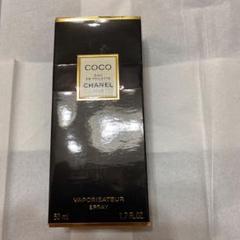 COCO
EAU
DE TOILETTE
CHANEL
VAPORISATEUR
SPRAY
50 ml 1.7 FL.OZ